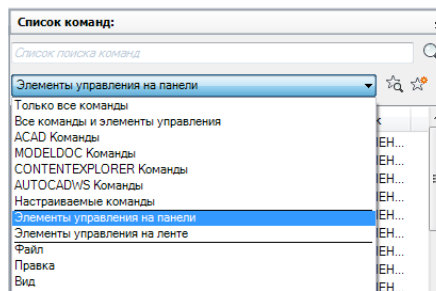 Список команд:
Список поиска команд
Элементы управления на панели
Только все команды
Все команды и элементы управления
ACAD Команды
MODELDOC Команды
CONTENTEXPLORER Команды
AUTOCADWS Команды
Настраиваемые команды
Элементы управления на панели
Элементы управления на ленте
Файл
Правка
Вид